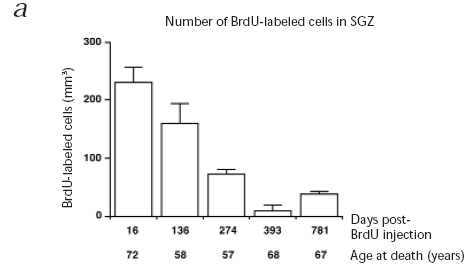 a
Number of BrdU-labeled cells in SGZ
BrdU-labeled cells (mm³)
300
200
100
0
16 136 274 393 781 Days post-BrdU injection
72 58 57 68 67 Age at death (years)